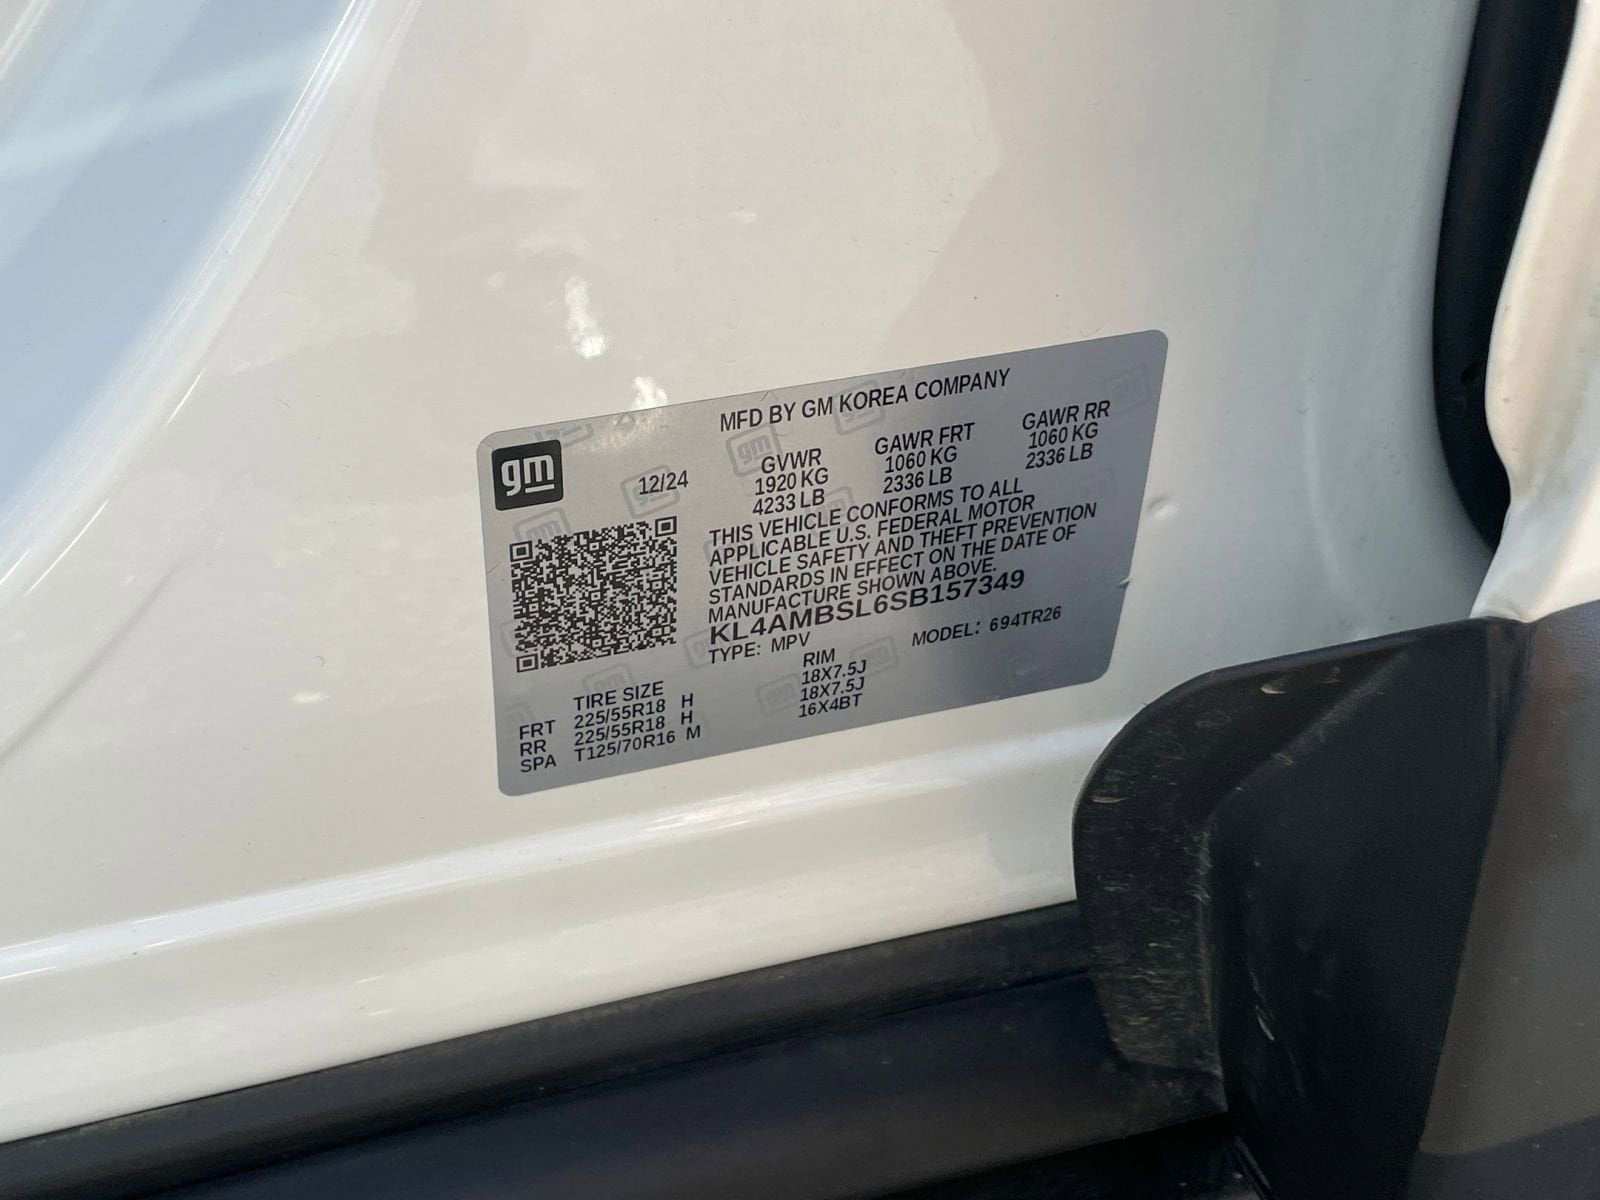 MFD BY GM KOREA COMPANY
gm
12/24
GVWR GAWR FRT GAWR RR
1920 KG 1060 KG 1060 KG
4233 LB 2336 LB 2336 LB
THIS VEHICLE CONFORMS TO ALL
APPLICABLE U.S. FEDERAL MOTOR
VEHICLE SAFETY AND THEFT PREVENTION
STANDARDS IN EFFECT ON THE DATE OF
MANUFACTURE SHOWN ABOVE.
KL4AMBSL6SB157349
TYPE: MPV MODEL: 694TR26
TIRE SIZE RIM
FRT 225/55R18 H 18X7.5J
RR 225/55R18 H 18X7.5J
SPA T125/70R16 M 16X4BT